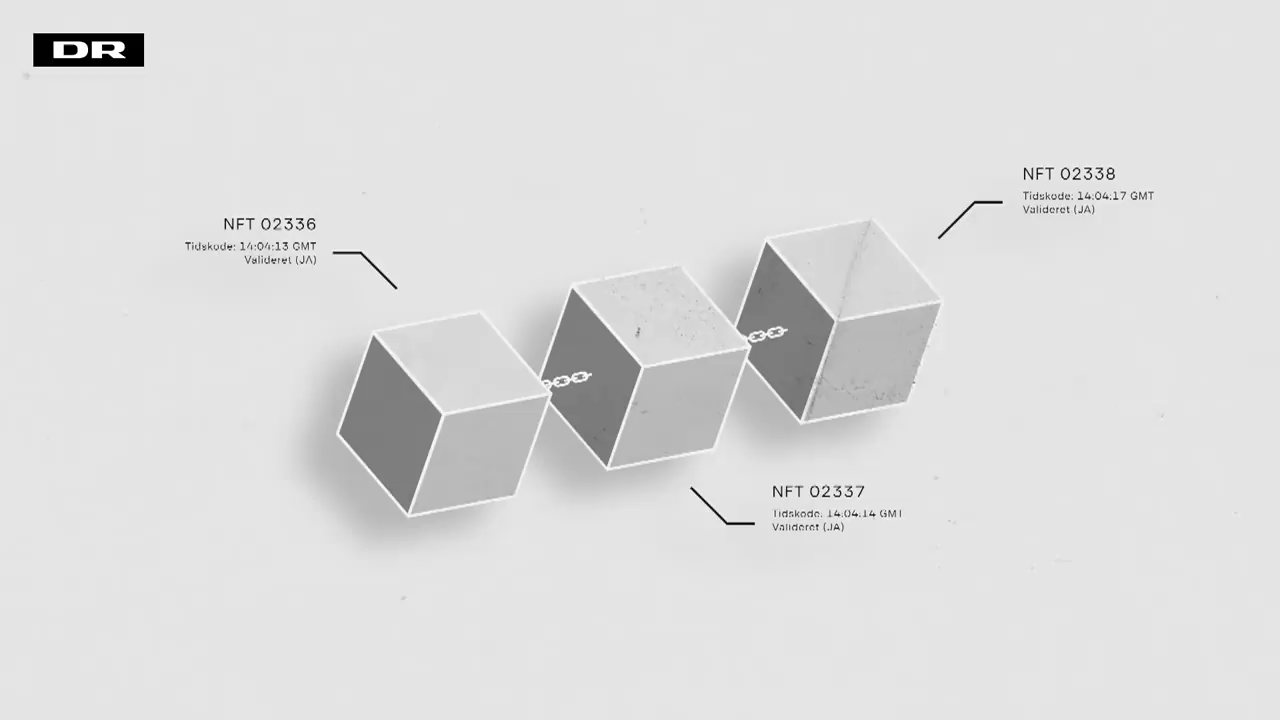 DR
NFT 02336
Tidskode: 14:04:13 GMT
Valideret (JA)
NFT 02338
Tidskode: 14:04:17 GMT
Valideret (JA)
NFT 02337
Tidskode: 14:04:14 GMT
Valideret (JA)